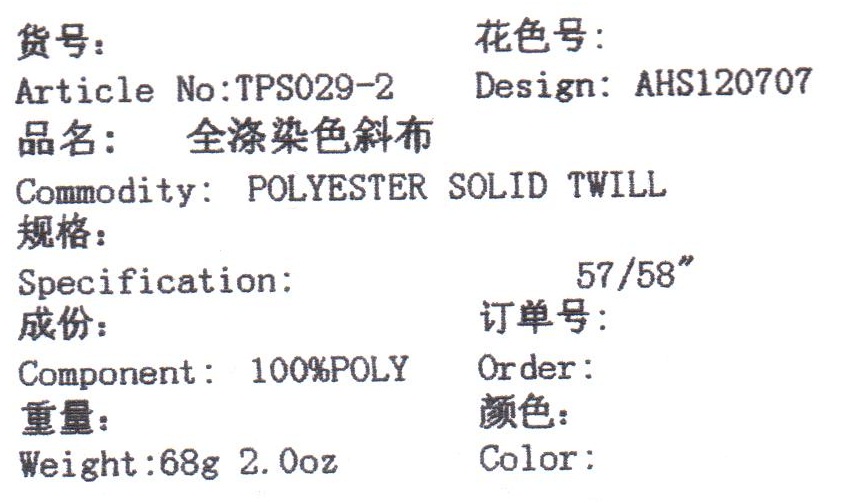 货号: 花色号:
Article No:TPS029-2 Design: AHS120707
品名: 全涤染色斜布
Commodity: POLYESTER SOLID TWILL
规格:
Specification: 57/58"
成份: 订单号:
Component: 100%POLY Order:
重量: 颜色:
Weight:68g 2.0oz Color: